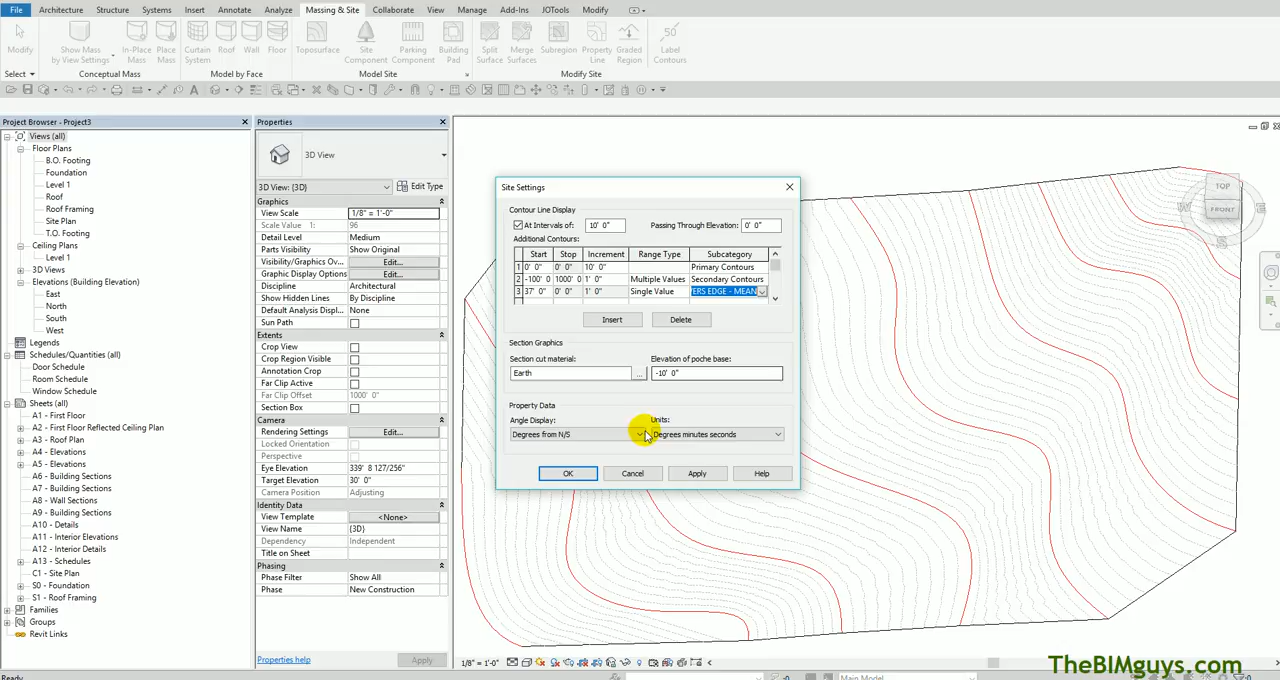 File Architecture Structure Systems Insert Annotate Analyze Massing & Site Collaborate View Manage Add-Ins JOTools Modify
Modify
Show Mass by View Settings
In-Place Mass
Place Mass
Curtain System
Roof
Wall
Floor
Toposurface
Site Component
Parking Component
Building Pad
Split Surface
Merge Surfaces
Subregion
Property Line
Graded Region
Label Contours
Select
Conceptual Mass
Model by Face
Model Site
Modify Site
Project Browser - Project3
Views (all)
Floor Plans
B.O. Footing
Foundation
Level 1
Roof
Roof Framing
Site Plan
T.O. Footing
Ceiling Plans
Level 1
3D Views
Elevations (Building Elevation)
East
North
South
West
Legends
Schedules/Quantities (all)
Door Schedule
Room Schedule
Window Schedule
Sheets (all)
A1 - First Floor
A2 - First Floor Reflected Ceiling Plan
A3 - Roof Plan
A4 - Elevations
A5 - Elevations
A6 - Building Sections
A7 - Building Sections
A8 - Wall Sections
A9 - Building Sections
A10 - Details
A11 - Interior Elevations
A12 - Interior Details
A13 - Schedules
C1 - Site Plan
S0 - Foundation
S1 - Roof Framing
Families
Groups
Revit Links
Properties
3D View
3D View: {3D} Edit Type
Graphics
View Scale 1/8" = 1'-0"
Scale Value 1: 96
Detail Level Medium
Parts Visibility Show Original
Visibility/Graphics Ov... Edit...
Graphic Display Options Edit...
Discipline Architectural
Show Hidden Lines By Discipline
Default Analysis Displ... None
Sun Path
Extents
Crop View
Crop Region Visible
Annotation Crop
Far Clip Active
Far Clip Offset 1000' 0"
Section Box
Camera
Rendering Settings Edit...
Locked Orientation
Perspective
Eye Elevation 339' 8 127/256"
Target Elevation 30' 0"
Camera Position Adjusting
Identity Data
View Template <None>
View Name {3D}
Dependency Independent
Title on Sheet
Phasing
Phase Filter Show All
Phase New Construction
Properties help Apply
Site Settings
Contour Line Display
At Intervals of: 10' 0" Passing Through Elevation: 0' 0"
Additional Contours:
Start Stop Increment Range Type Subcategory
1 0' 0" 0' 0" 10' 0" Primary Contours
2 -100' 0 1000' 0 1' 0" Multiple Values Secondary Contours
3 37' 0" 0' 0" 1' 0" Single Value ERS EDGE - MEAN
Insert Delete
Section Graphics
Section cut material: Elevation of poche base:
Earth ... -10' 0"
Property Data
Angle Display: Units:
Degrees from N/S Degrees minutes seconds
OK Cancel Apply Help
TOP
FRONT
W
S
E
1/8" = 1'-0"
Ready
Main Model
TheBIMguys.com